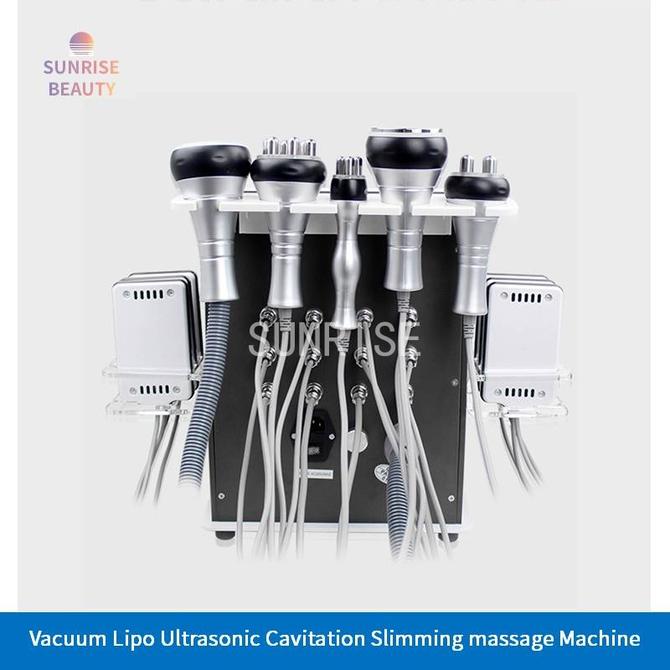 SUNRISE
BEAUTY
SUNRISE
Vacuum Lipo Ultrasonic Cavitation Slimming massage Machine